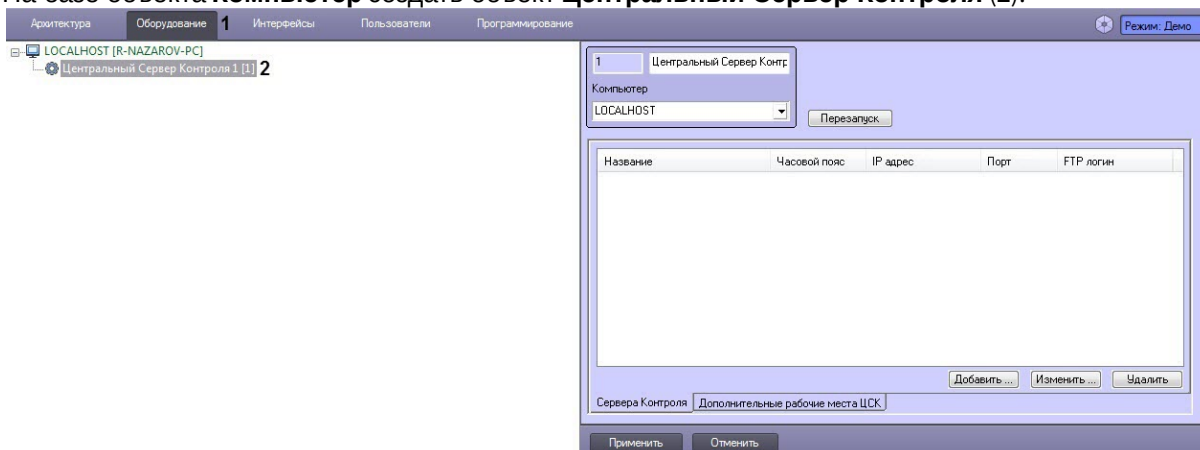 На базе объекта Компьютер создать объект Центральный Сервер Контроля (2).
Архитектура Оборудование 1 Интерфейсы Пользователи Программирование Режим: Демо
LOCALHOST [R-NAZAROV-PC]
Центральный Сервер Контроля 1 [1] 2
1 Центральный Сервер Контр
Компьютер
LOCALHOST Перезапуск
Название Часовой пояс IP адрес Порт FTP логин
Добавить ... Изменить ... Удалить
Сервера Контроля Дополнительные рабочие места ЦСК
Применить Отменить